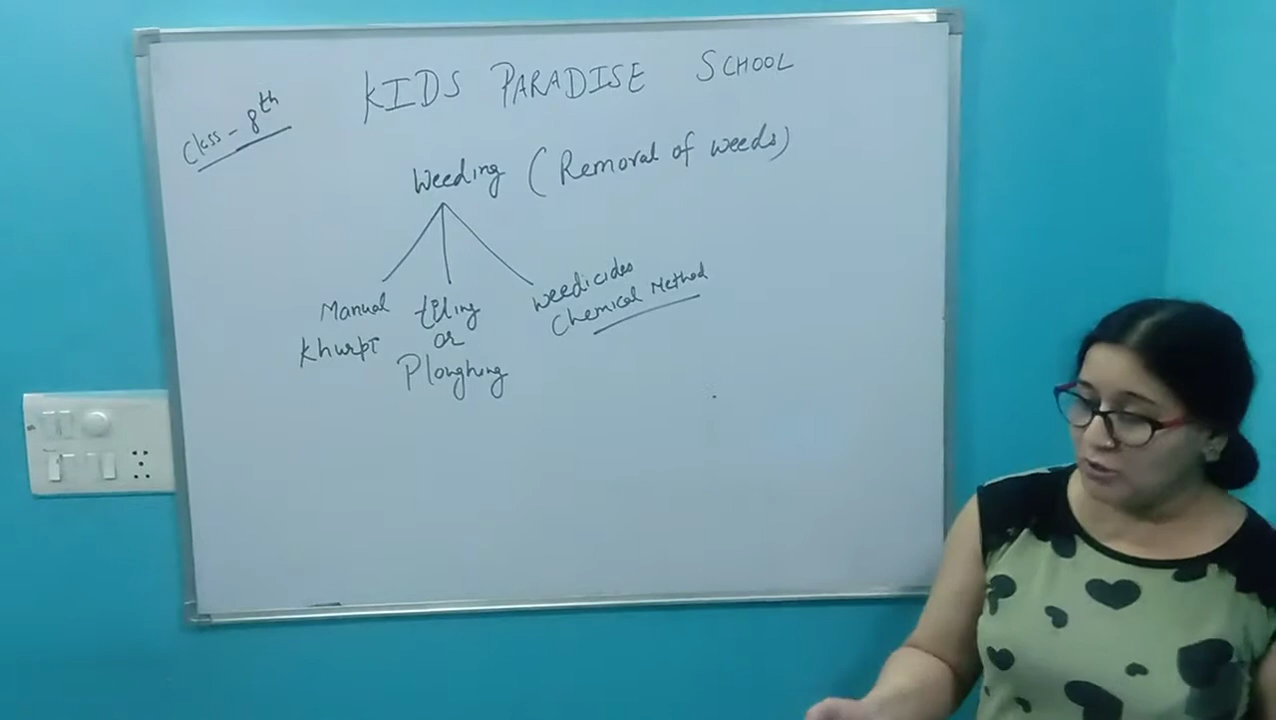 KIDS PARADISE SCHOOL
Class - 8th
Weeding (Removal of weeds)
Manual
Khurpi
tilling
or
Ploughing
weedicides
Chemical Method